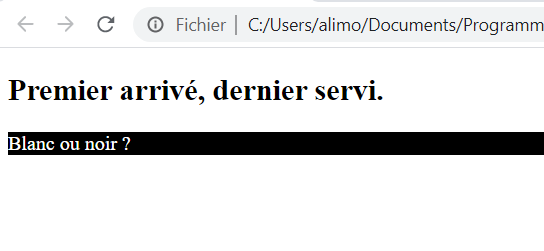 Fichier | C:/Users/alimo/Documents/Programm
Premier arrivé, dernier servi.
Blanc ou noir ?